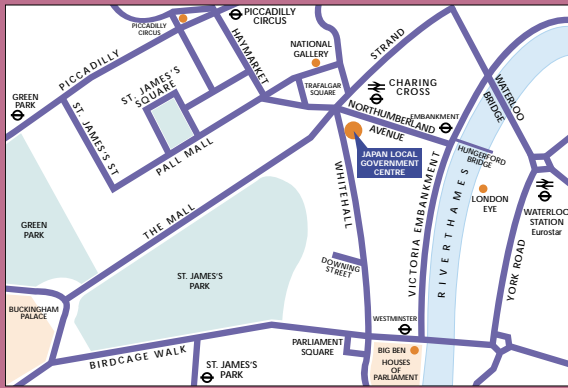 PICCADILLY
CIRCUS
PICCADILLY
CIRCUS
PICCADILLY
HAYMARKET
NATIONAL
GALLERY
STRAND
ST. JAMES'S
SQUARE
TRAFALGAR
SQUARE
CHARING
CROSS
WATERLOO
BRIDGE
GREEN
PARK
ST. JAMES'S ST
NORTHUMBERLAND
AVENUE
EMBANKMENT
PALL MALL
JAPAN LOCAL
GOVERNMENT
CENTRE
HUNGERFORD
BRIDGE
WHITEHALL
VICTORIA EMBANKMENT
RIVER THAMES
LONDON
EYE
WATERLOO
STATION
Eurostar
THE MALL
GREEN
PARK
YORK ROAD
DOWNING
STREET
ST. JAMES'S
PARK
BUCKINGHAM
PALACE
WESTMINSTER
PARLIAMENT
SQUARE
BIRDCAGE WALK
ST. JAMES'S
PARK
BIG BEN
HOUSES
OF
PARLIAMENT